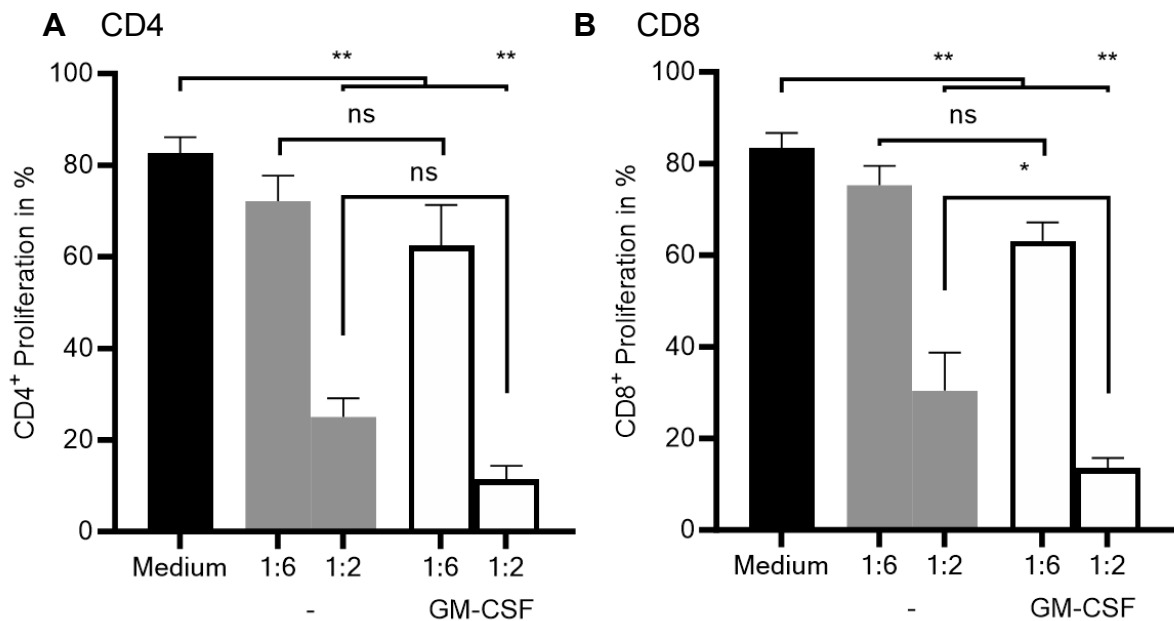 A CD4
** **
ns
ns
CD4+ Proliferation in %
100
80
60
40
20
0
Medium 1:6 1:2 1:6 1:2
- GM-CSF
B CD8
** **
ns
*
CD8+ Proliferation in %
100
80
60
40
20
0
Medium 1:6 1:2 1:6 1:2
- GM-CSF